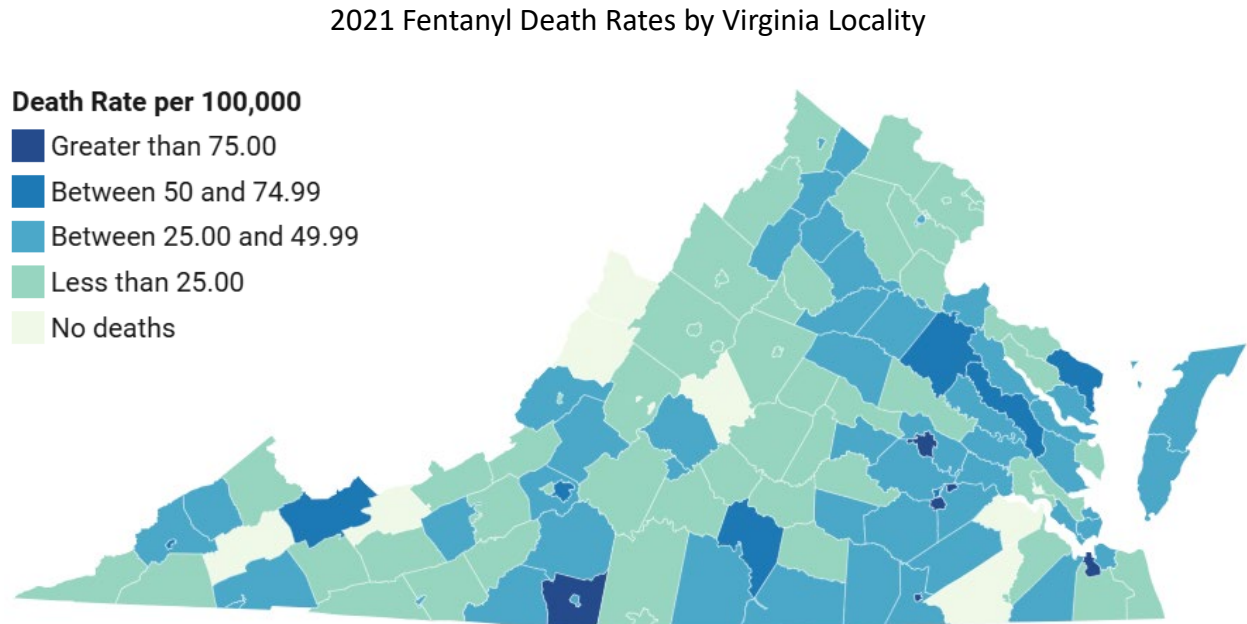 2021 Fentanyl Death Rates by Virginia Locality
Death Rate per 100,000
Greater than 75.00
Between 50 and 74.99
Between 25.00 and 49.99
Less than 25.00
No deaths